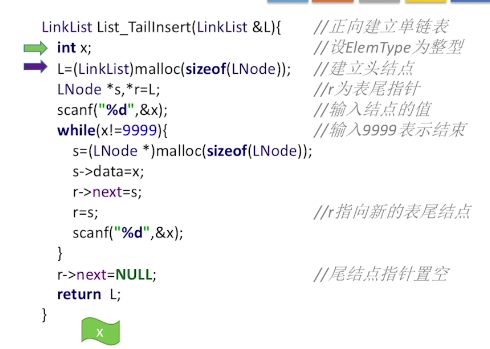 LinkList List_TailInsert(LinkList &L){ //正向建立单链表
int x; //设ElemType为整型
L=(LinkList)malloc(sizeof(LNode)); //建立头结点
LNode *s,*r=L; //r为表尾指针
scanf("%d",&x); //输入结点的值
while(x!=9999){ //输入9999表示结束
s=(LNode *)malloc(sizeof(LNode));
s->data=x;
r->next=s;
r=s; //r指向新的表尾结点
scanf("%d",&x);
}
r->next=NULL; //尾结点指针置空
return L;
}
x